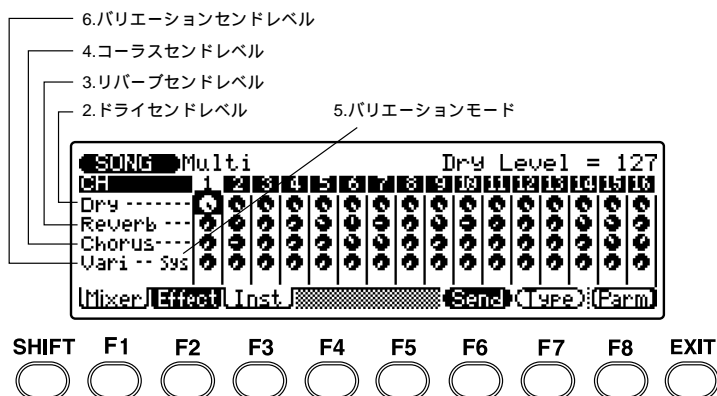 6.バリエーションセンドレベル
4.コーラスセンドレベル
3.リバーブセンドレベル
2.ドライセンドレベル
5.バリエーションモード
SONG Multi Dry Level = 127
CH 1 2 3 4 5 6 7 8 9 10 11 12 13 14 15 16
Dry -------
Reverb ---
Chorus----
Vari -- Sys
Mixer Effect Inst Send Type Parm
SHIFT F1 F2 F3 F4 F5 F6 F7 F8 EXIT